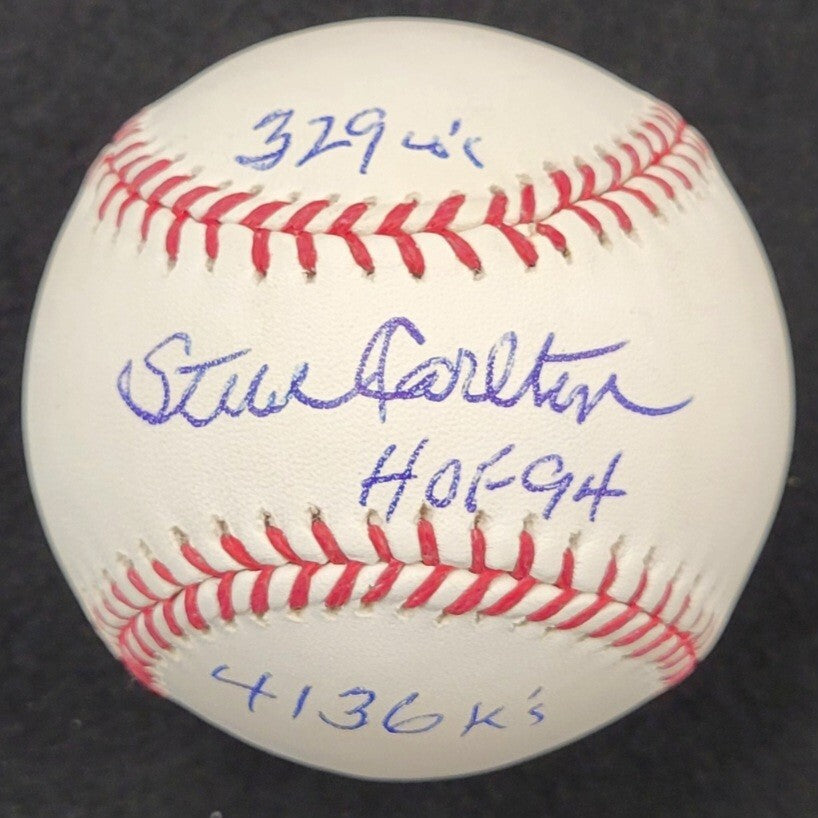 329 W's
Steve Carlton
HOF 94
4136 K's